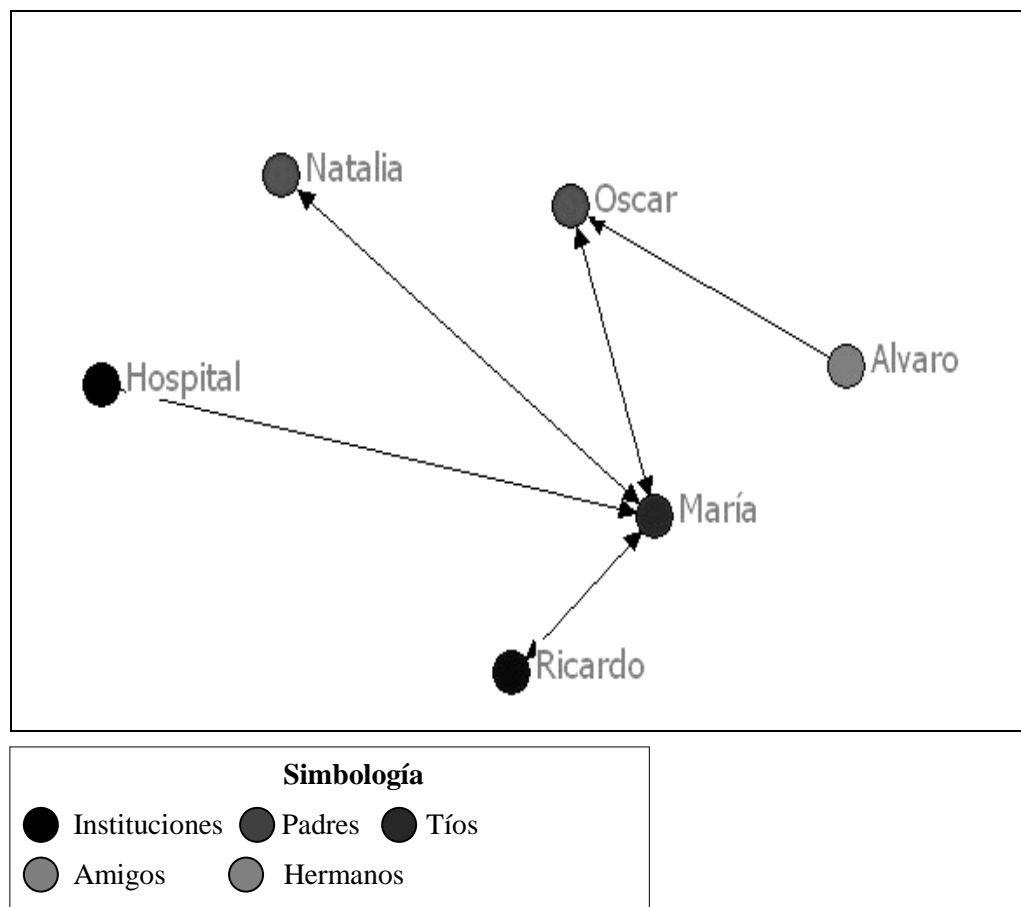 Natalia
Oscar
Alvaro
Hospital
María
Ricardo
Simbología
Instituciones Padres Tíos
Amigos Hermanos